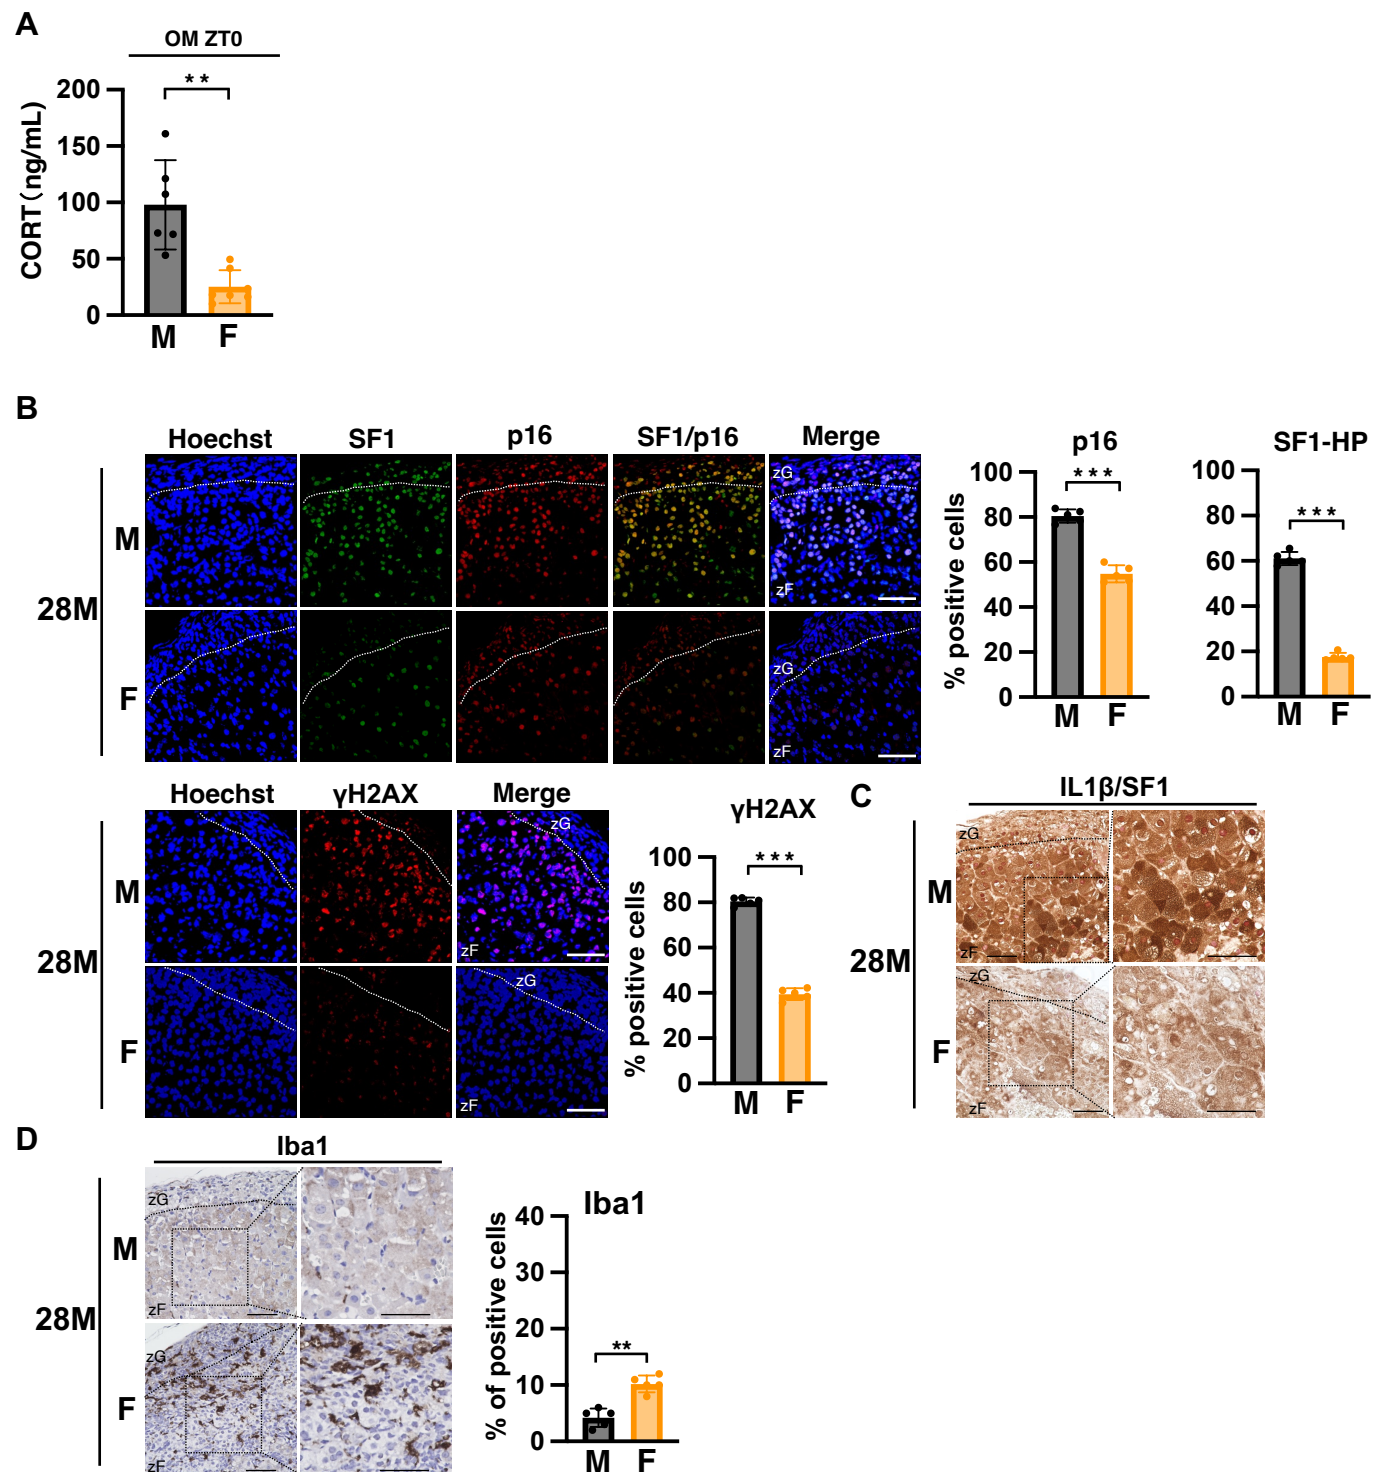 A
OM ZT0
**
CORT(ng/mL)
200
150
100
50
0
M F
B
Hoechst SF1 p16 SF1/p16 Merge
28M
M
zG
zF
F
zG
zF
p16
% positive cells
100
80
60
40
20
0
***
M F
SF1-HP
100
80
60
40
20
0
***
M F
Hoechst γH2AX Merge
28M
M
zG
zF
F
zG
zF
γH2AX
% positive cells
100
80
60
40
20
0
***
M F
C
IL1β/SF1
28M
M
zG
zF
F
zG
zF
D
Iba1
28M
M
zG
zF
F
zG
zF
Iba1
% of positive cells
40
30
20
10
0
**
M F